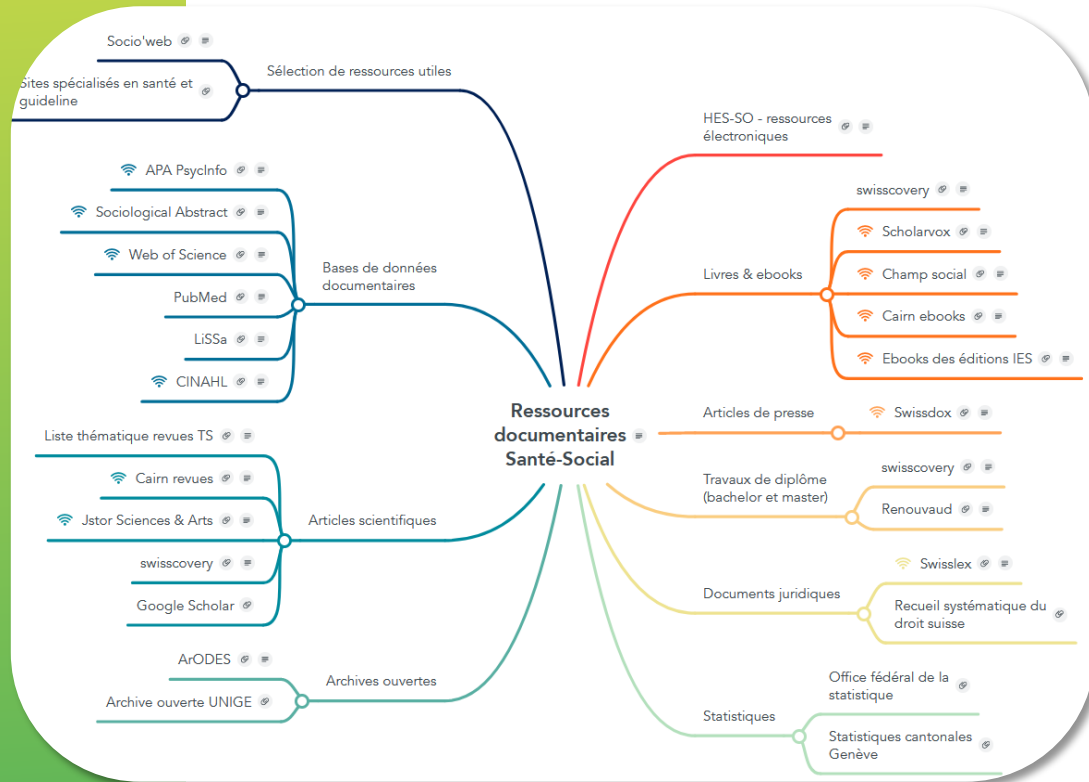 Ressources
documentaires
Santé-Social
Sélection de ressources utiles
Socio'web
Sites spécialisés en santé et
guideline
Bases de données
documentaires
APA PsycInfo
Sociological Abstract
Web of Science
PubMed
LiSSa
CINAHL
Articles scientifiques
Liste thématique revues TS
Cairn revues
Jstor Sciences & Arts
swisscovery
Google Scholar
Archives ouvertes
ArODES
Archive ouverte UNIGE
HES-SO - ressources
électroniques
Livres & ebooks
swisscovery
Scholarvox
Champ social
Cairn ebooks
Ebooks des éditions IES
Articles de presse
Swissdox
Travaux de diplôme
(bachelor et master)
swisscovery
Renouvaud
Documents juridiques
Swisslex
Recueil systématique du
droit suisse
Statistiques
Office fédéral de la
statistique
Statistiques cantonales
Genève